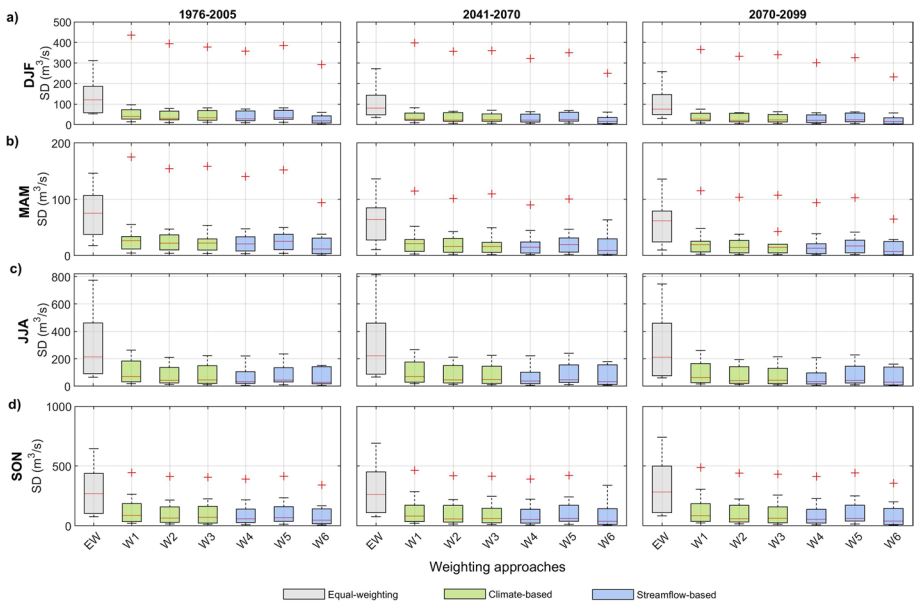 1976-2005 2041-2070 2070-2099
a) DJF SD (m³/s) 500 400 300 200 100 0
b) MAM SD (m³/s) 200 100 0
c) JJA SD (m³/s) 800 600 400 200 0
d) SON SD (m³/s) 1000 500 0
EW W1 W2 W3 W4 W5 W6 EW W1 W2 W3 W4 W5 W6 EW W1 W2 W3 W4 W5 W6
Weighting approaches
Equal-weighting Climate-based Streamflow-based